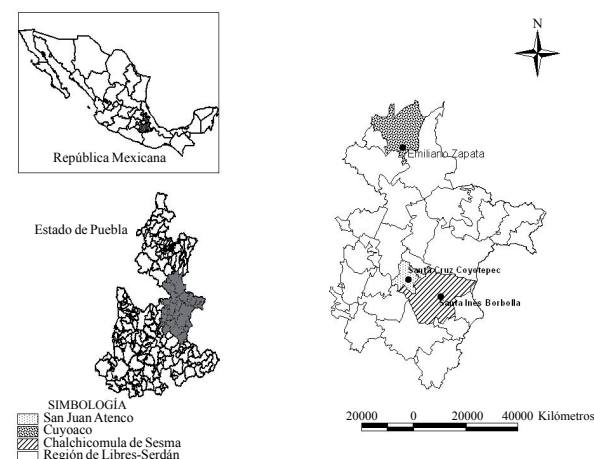 República Mexicana
Estado de Puebla
SIMBOLOGÍA
San Juan Atenco
Cuyoaco
Chalchicomula de Sesma
Región de Libres-Serdán
N
Emiliano Zapata
Santa Cruz Coyotepec
Santa Inés Borbolla
20000 0 20000 40000 Kilómetros